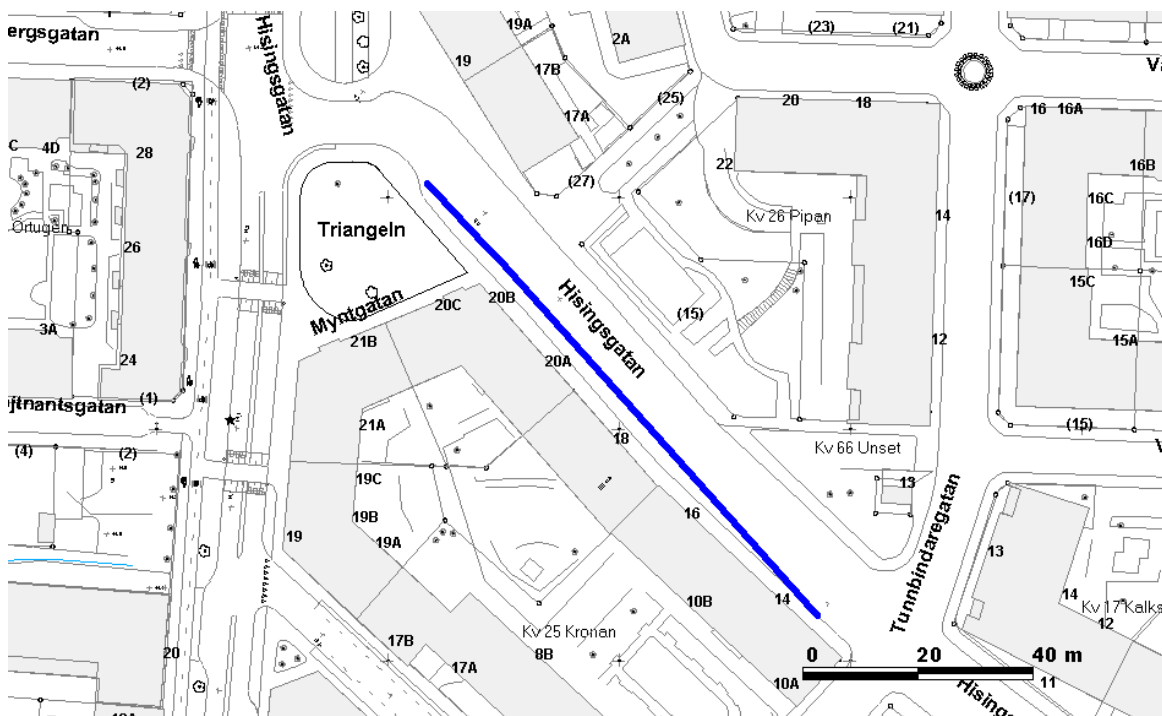 ergsgatan
Hisingsgatan
19A
2A
(23)
(21)
19
17B
Va
(2)
(25)
20
18
16
16A
17A
C
4D
28
22
16B
(27)
(17)
16C
Kv 26 Pipan
14
Ortugen
Triangeln
26
16D
15C
20C
20B
Hisingsgatan
(15)
Myntgatan
3A
21B
12
15A
24
20A
jtnantsgatan
(1)
21A
18
(15)
Kv 66 Unset
(4)
(2)
19C
13
16
19B
19
19A
13
Tunnbindaregatan
14
10B
14
Kv 17 Kalks
12
Kv 25 Kronan
17B
8B
20
17A
0 20 40 m
10A
11
Hisings